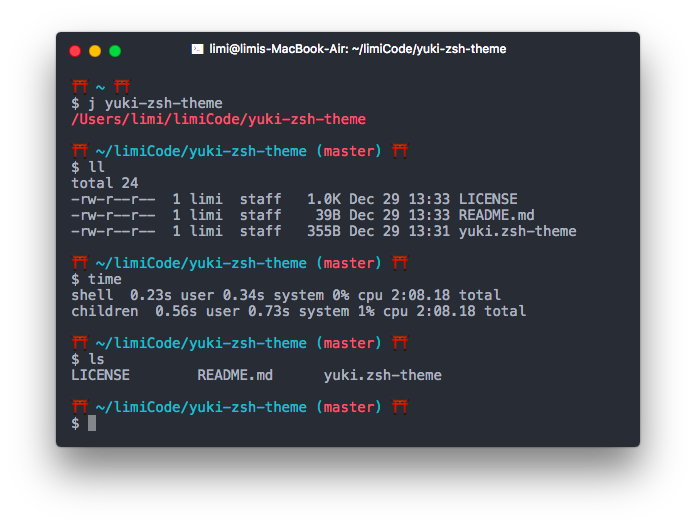 limi@limis-MacBook-Air: ~/limiCode/yuki-zsh-theme
⛩ ~ ⛩
$ j yuki-zsh-theme
/Users/limi/limiCode/yuki-zsh-theme
⛩ ~/limiCode/yuki-zsh-theme (master) ⛩
$ ll
total 24
-rw-r--r--  1 limi  staff   1.0K Dec 29 13:33 LICENSE
-rw-r--r--  1 limi  staff    39B Dec 29 13:33 README.md
-rw-r--r--  1 limi  staff   355B Dec 29 13:31 yuki.zsh-theme
⛩ ~/limiCode/yuki-zsh-theme (master) ⛩
$ time
shell  0.23s user 0.34s system 0% cpu 2:08.18 total
children  0.56s user 0.73s system 1% cpu 2:08.18 total
⛩ ~/limiCode/yuki-zsh-theme (master) ⛩
$ ls
LICENSE        README.md      yuki.zsh-theme
⛩ ~/limiCode/yuki-zsh-theme (master) ⛩
$